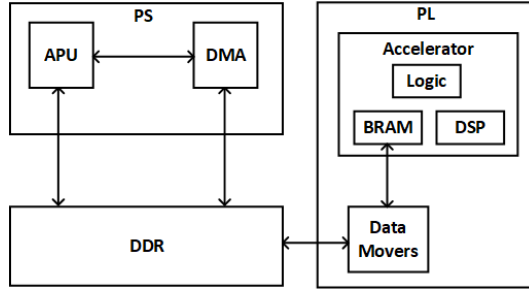 PS
APU
DMA
DDR
PL
Accelerator
Logic
BRAM
DSP
Data
Movers